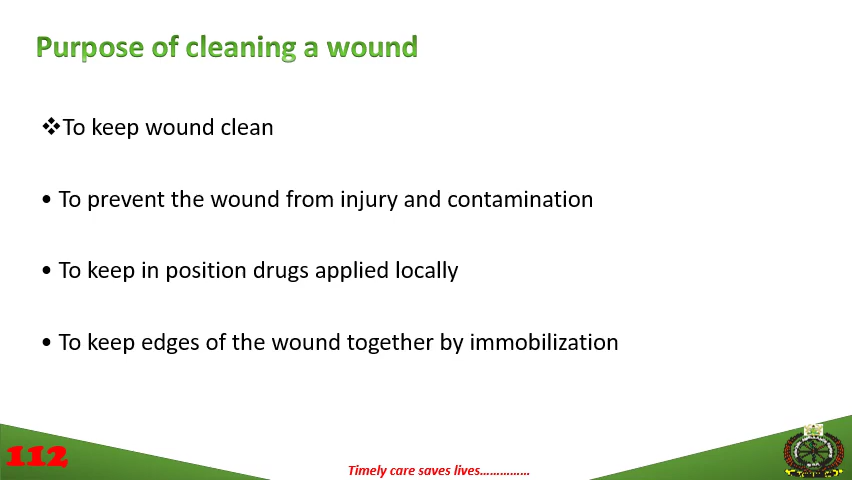 Purpose of cleaning a wound
❖To keep wound clean
• To prevent the wound from injury and contamination
• To keep in position drugs applied locally
• To keep edges of the wound together by immobilization
112
Timely care saves lives……………